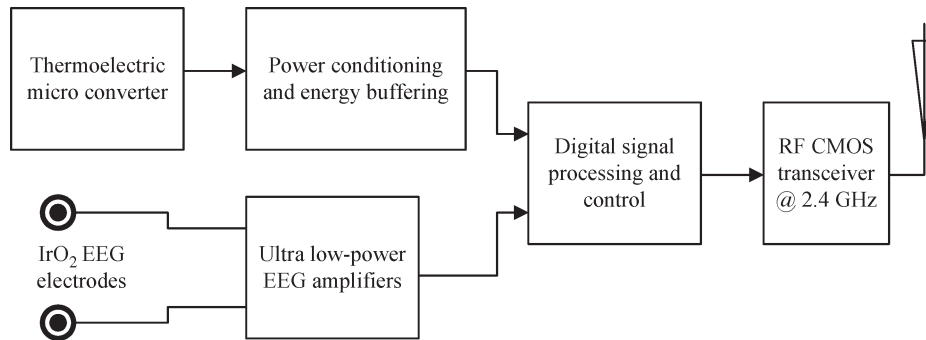 Thermoelectric
micro converter
Power conditioning
and energy buffering
Digital signal
processing and
control
RF CMOS
transceiver
@ 2.4 GHz
IrO₂ EEG
electrodes
Ultra low-power
EEG amplifiers